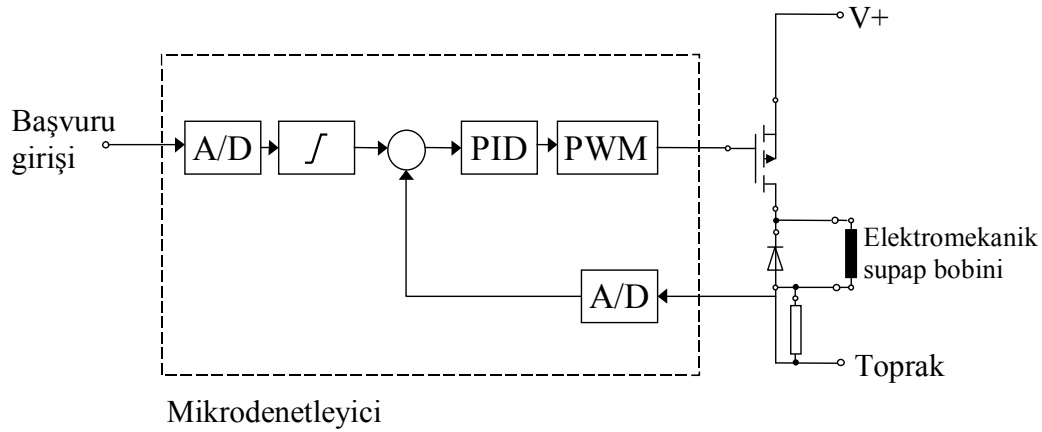 V+
Başvuru
girişi
A/D
PID
PWM
Elektromekanik
supap bobini
A/D
Toprak
Mikrodenetleyici